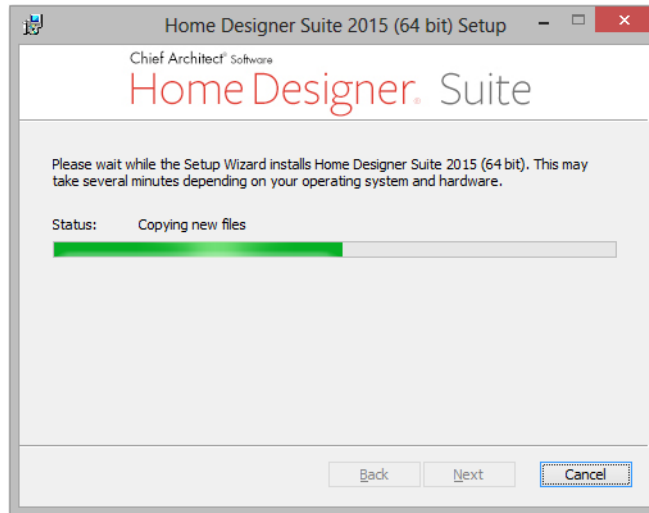 Home Designer Suite 2015 (64 bit) Setup
Chief Architect® Software
Home Designer® Suite
Please wait while the Setup Wizard installs Home Designer Suite 2015 (64 bit). This may
take several minutes depending on your operating system and hardware.
Status: Copying new files
Back Next Cancel